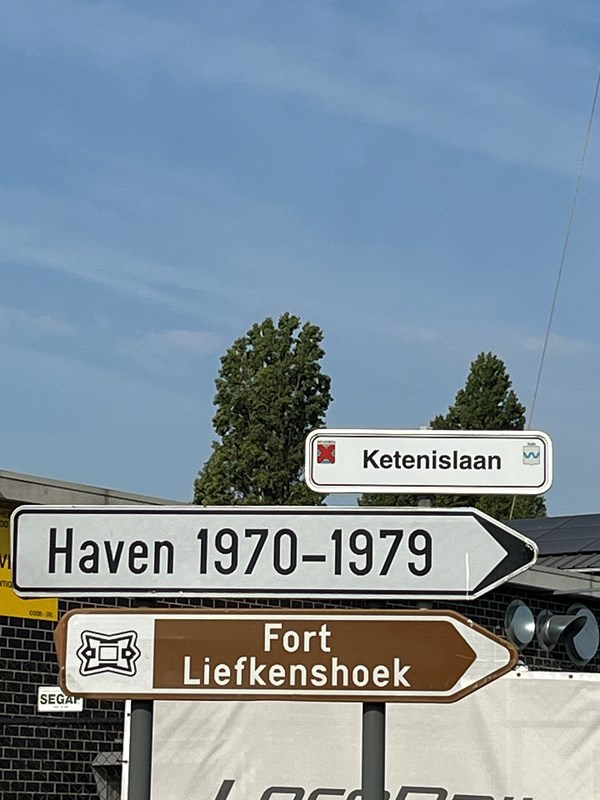 Ketenislaan
Haven 1970-1979
Fort
Liefkenshoek
SEGAF